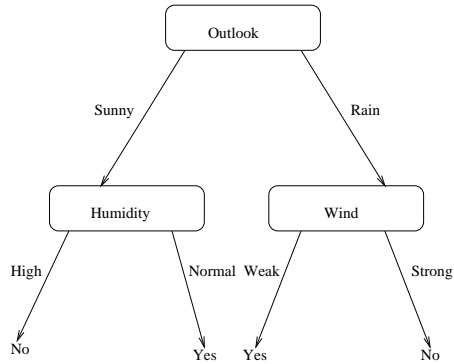 Outlook
Sunny
Rain
Humidity
Wind
High
Normal
Weak
Strong
No
Yes
Yes
No